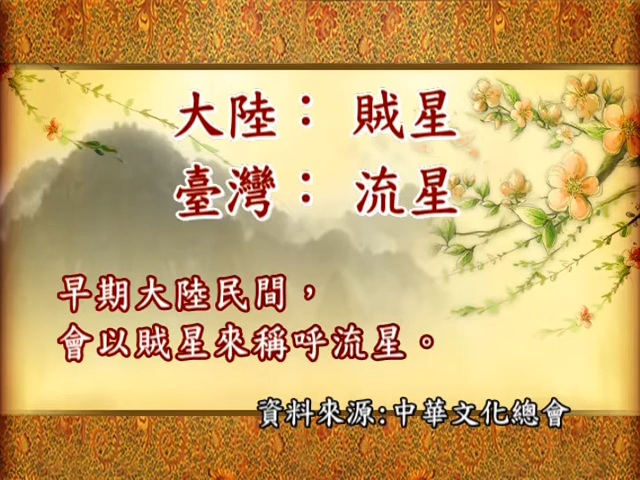 大陸： 賊星
臺灣： 流星
早期大陸民間，
會以賊星來稱呼流星。
資料來源:中華文化總會